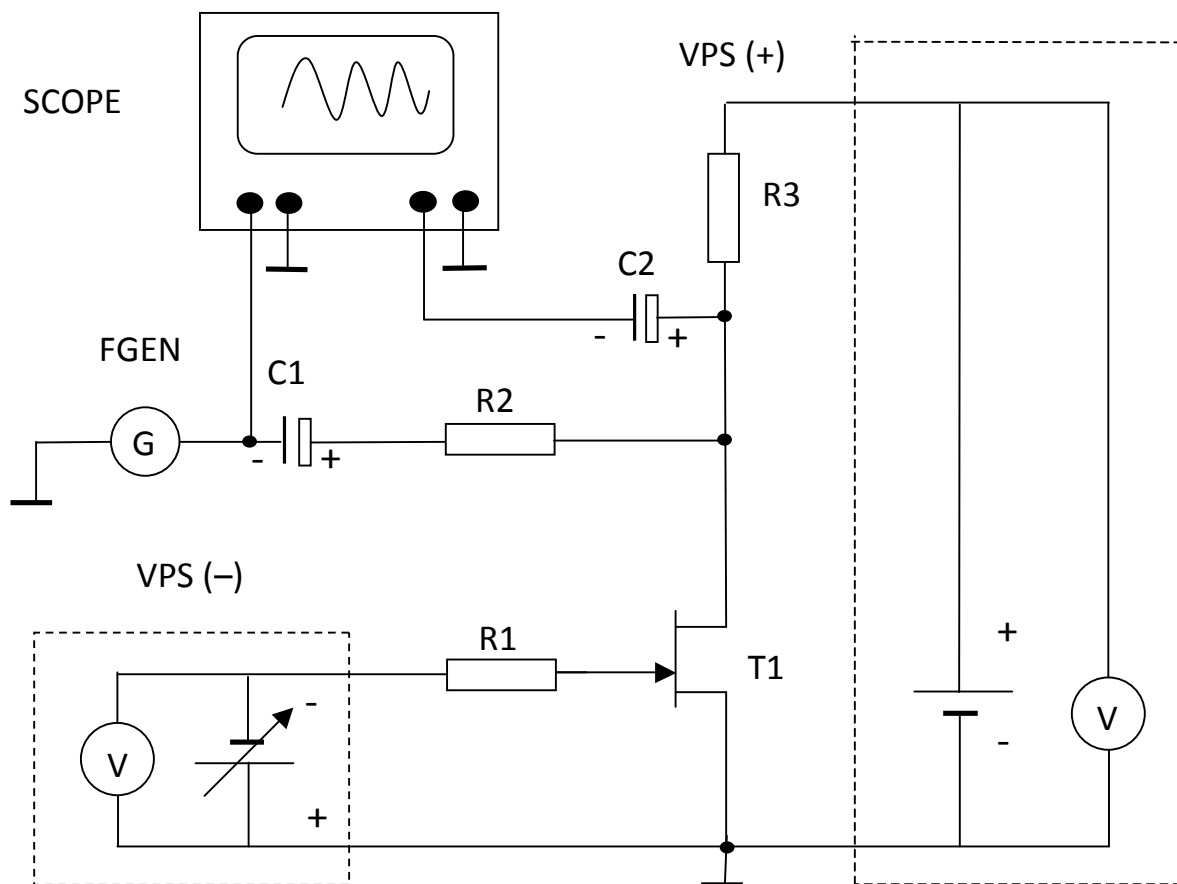 VPS (+)
SCOPE
R3
C2
- +
FGEN
C1
R2
G
- +
VPS (–)
R1
T1
+
-
V
-
+
V